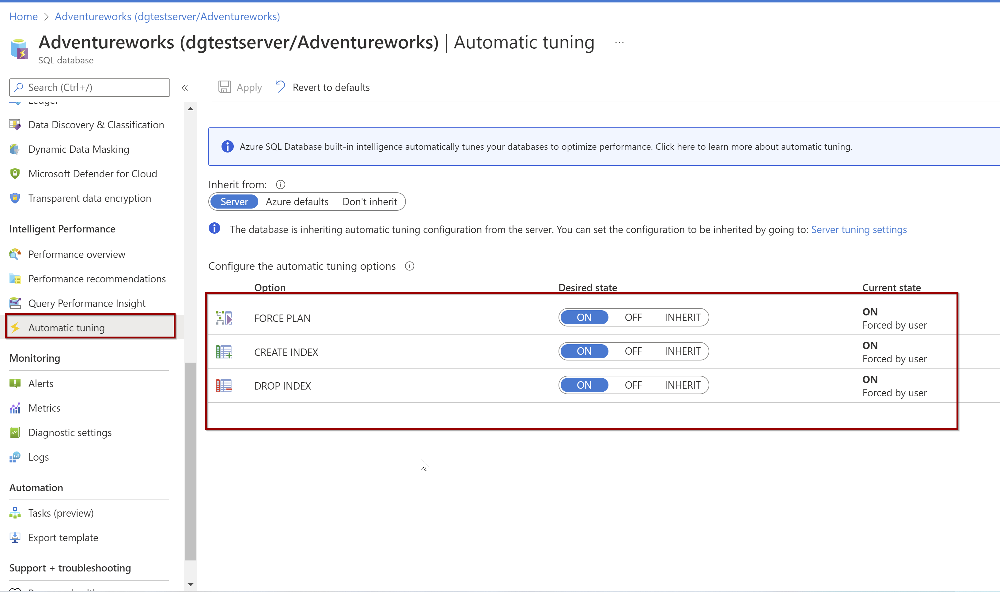 Home > Adventureworks (dgtestserver/Adventureworks)
Adventureworks (dgtestserver/Adventureworks) | Automatic tuning ...
SQL database
Search (Ctrl+/)
«
Apply
Revert to defaults
Ledger
Data Discovery & Classification
Dynamic Data Masking
Microsoft Defender for Cloud
Transparent data encryption
Intelligent Performance
Performance overview
Performance recommendations
Query Performance Insight
Automatic tuning
Monitoring
Alerts
Metrics
Diagnostic settings
Logs
Automation
Tasks (preview)
Export template
Support + troubleshooting
Azure SQL Database built-in intelligence automatically tunes your databases to optimize performance. Click here to learn more about automatic tuning.
Inherit from:
Server Azure defaults Don't inherit
The database is inheriting automatic tuning configuration from the server. You can set the configuration to be inherited by going to: Server tuning settings
Configure the automatic tuning options
Option Desired state Current state
FORCE PLAN ON OFF INHERIT ON
Forced by user
CREATE INDEX ON OFF INHERIT ON
Forced by user
DROP INDEX ON OFF INHERIT ON
Forced by user